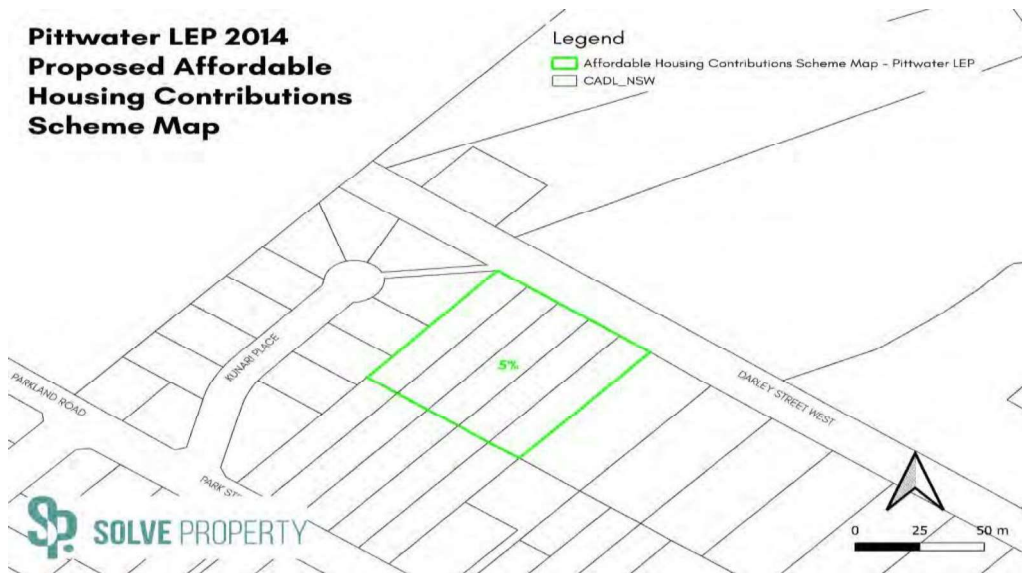 Pittwater LEP 2014
Proposed Affordable
Housing Contributions
Scheme Map
Legend
Affordable Housing Contributions Scheme Map - Pittwater LEP
CADL_NSW
5%
KUNARI PLACE
PARKLAND ROAD
DARLEY STREET WEST
PARK ST
SP. SOLVE PROPERTY
0 25 50 m